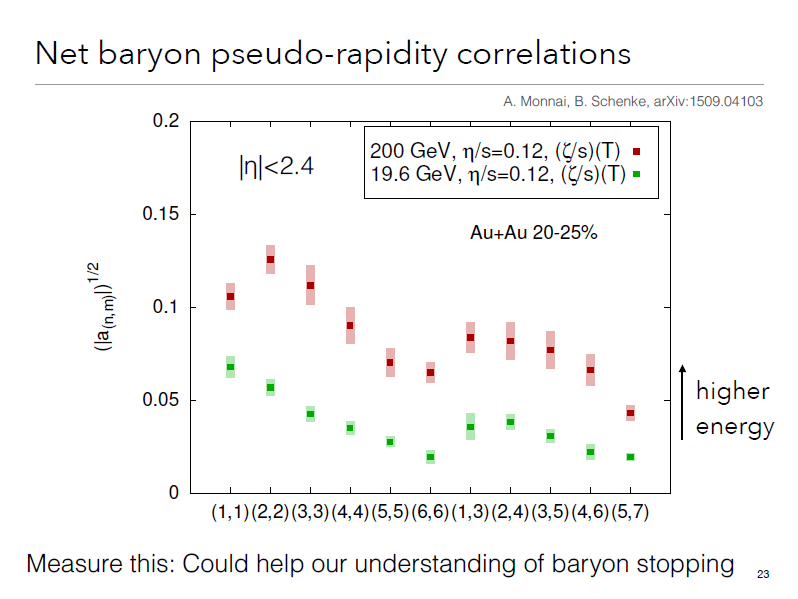 Net baryon pseudo-rapidity correlations
A. Monnai, B. Schenke, arXiv:1509.04103
0.2
0.15
0.1
0.05
0
(|a(n,m)|)1/2
|η|<2.4
200 GeV, η/s=0.12, (ζ/s)(T)
19.6 GeV, η/s=0.12, (ζ/s)(T)
Au+Au 20-25%
higher
energy
(1,1) (2,2) (3,3) (4,4) (5,5) (6,6) (1,3) (2,4) (3,5) (4,6) (5,7)
Measure this: Could help our understanding of baryon stopping
23